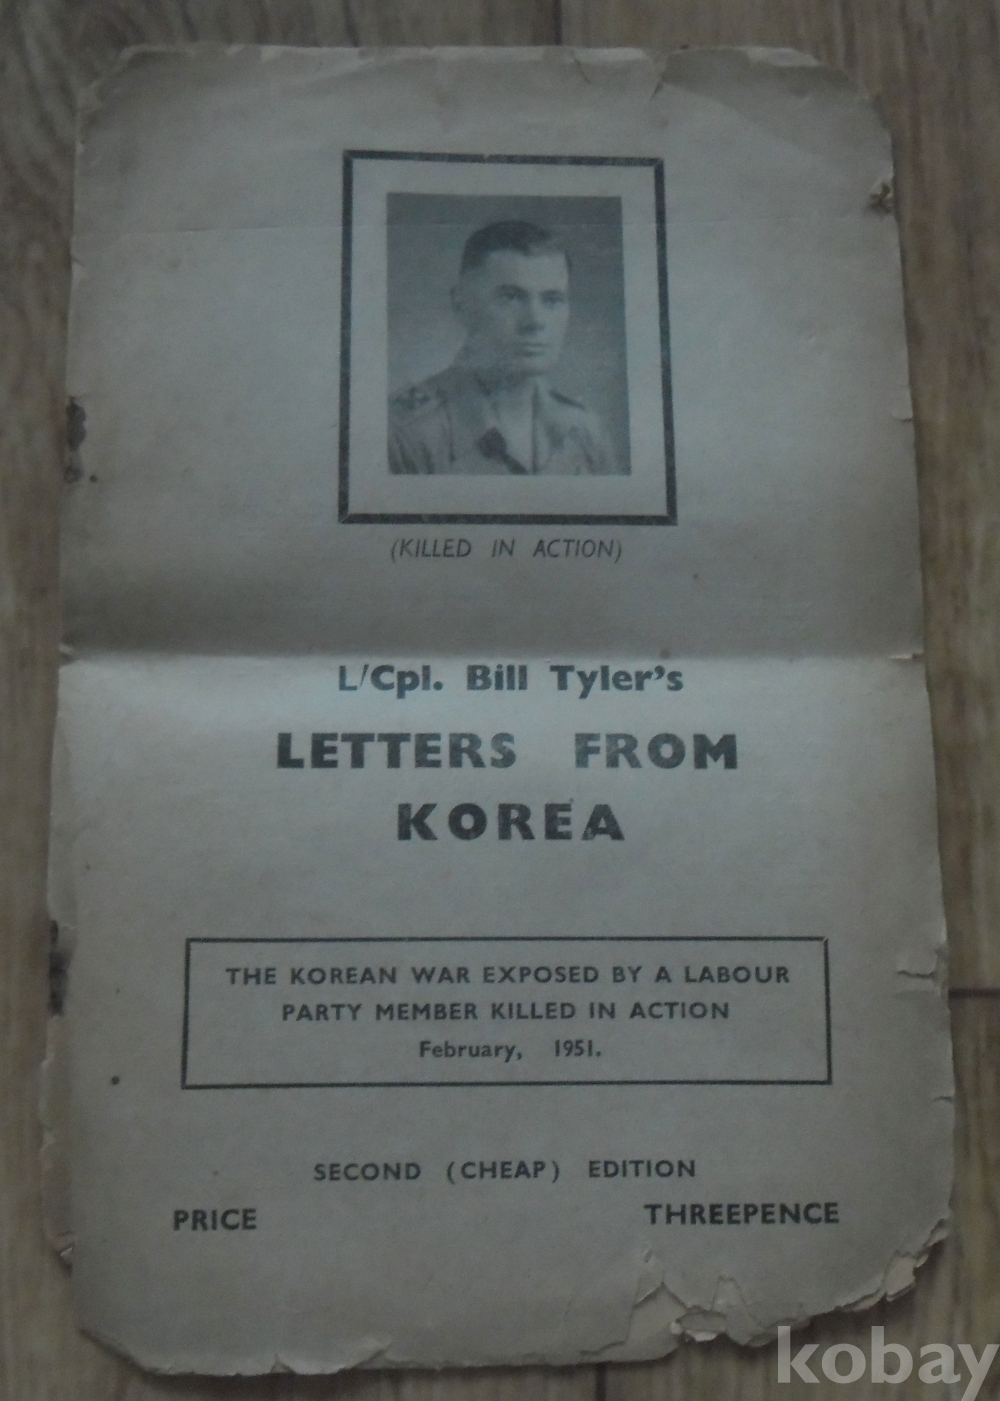 (KILLED IN ACTION)
L/Cpl. Bill Tyler's
LETTERS FROM
KOREA
THE KOREAN WAR EXPOSED BY A LABOUR
PARTY MEMBER KILLED IN ACTION
February, 1951.
SECOND (CHEAP) EDITION
PRICE THREEPENCE
kobay